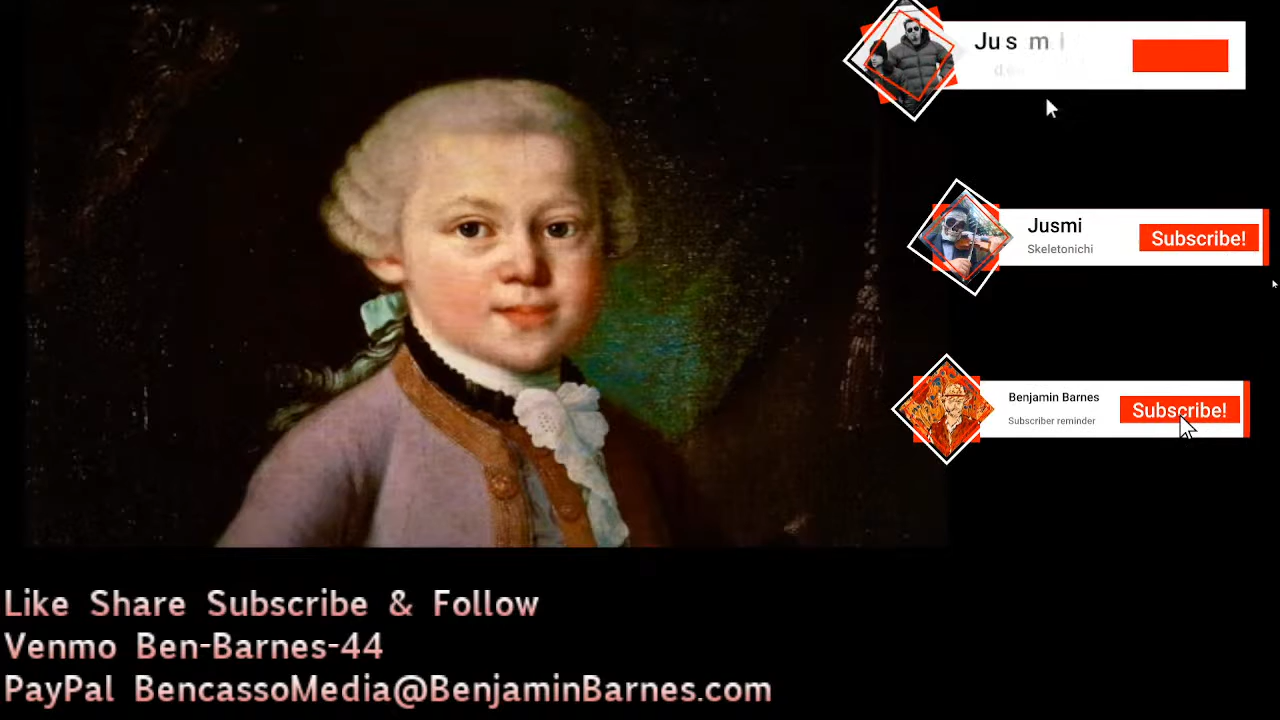 Jusmi
Jusmi
Skeletonichi
Subscribe!
Benjamin Barnes
Subscriber reminder
Subscribe!
Like Share Subscribe & Follow
Venmo Ben-Barnes-44
PayPal BencassoMedia@BenjaminBarnes.com